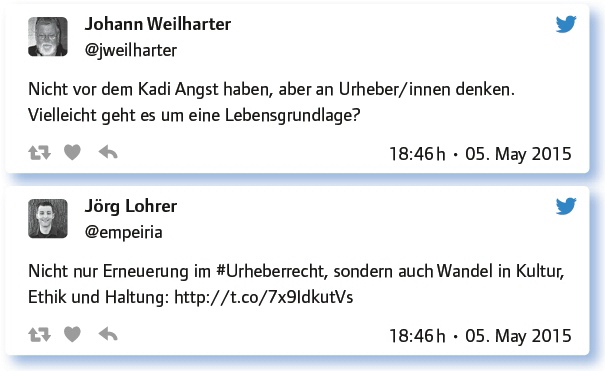 Johann Weilharter
@jweilharter
Nicht vor dem Kadi Angst haben, aber an Urheber/innen denken.
Vielleicht geht es um eine Lebensgrundlage?
18:46 h • 05. May 2015
Jörg Lohrer
@empeiria
Nicht nur Erneuerung im #Urheberrecht, sondern auch Wandel in Kultur,
Ethik und Haltung: http://t.co/7x9ldkutVs
18:46 h • 05. May 2015